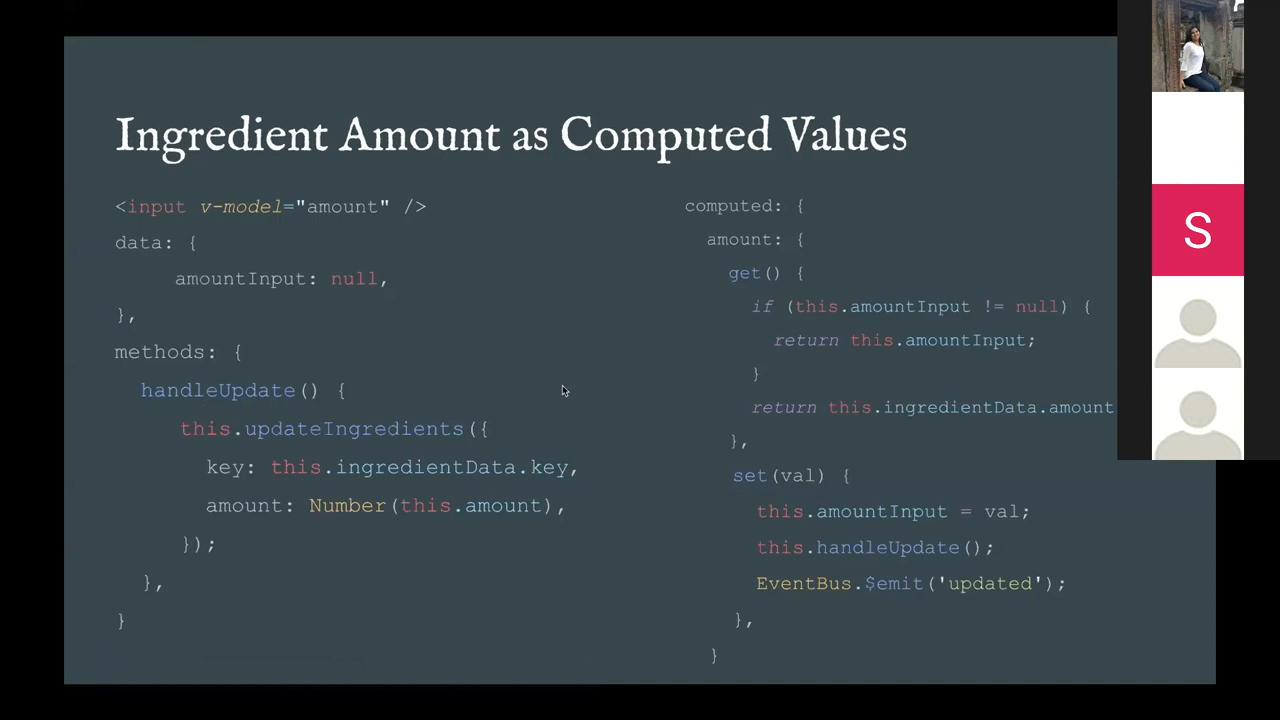 Ingredient Amount as Computed Values
<input v-model="amount" />
data: {
amountInput: null,
},
methods: {
handleUpdate() {
this.updateIngredients({
key: this.ingredientData.key,
amount: Number(this.amount),
});
},
}
computed: {
amount: {
get() {
if (this.amountInput != null) {
return this.amountInput;
}
return this.ingredientData.amount
},
set(val) {
this.amountInput = val;
this.handleUpdate();
EventBus.$emit('updated');
},
}
S